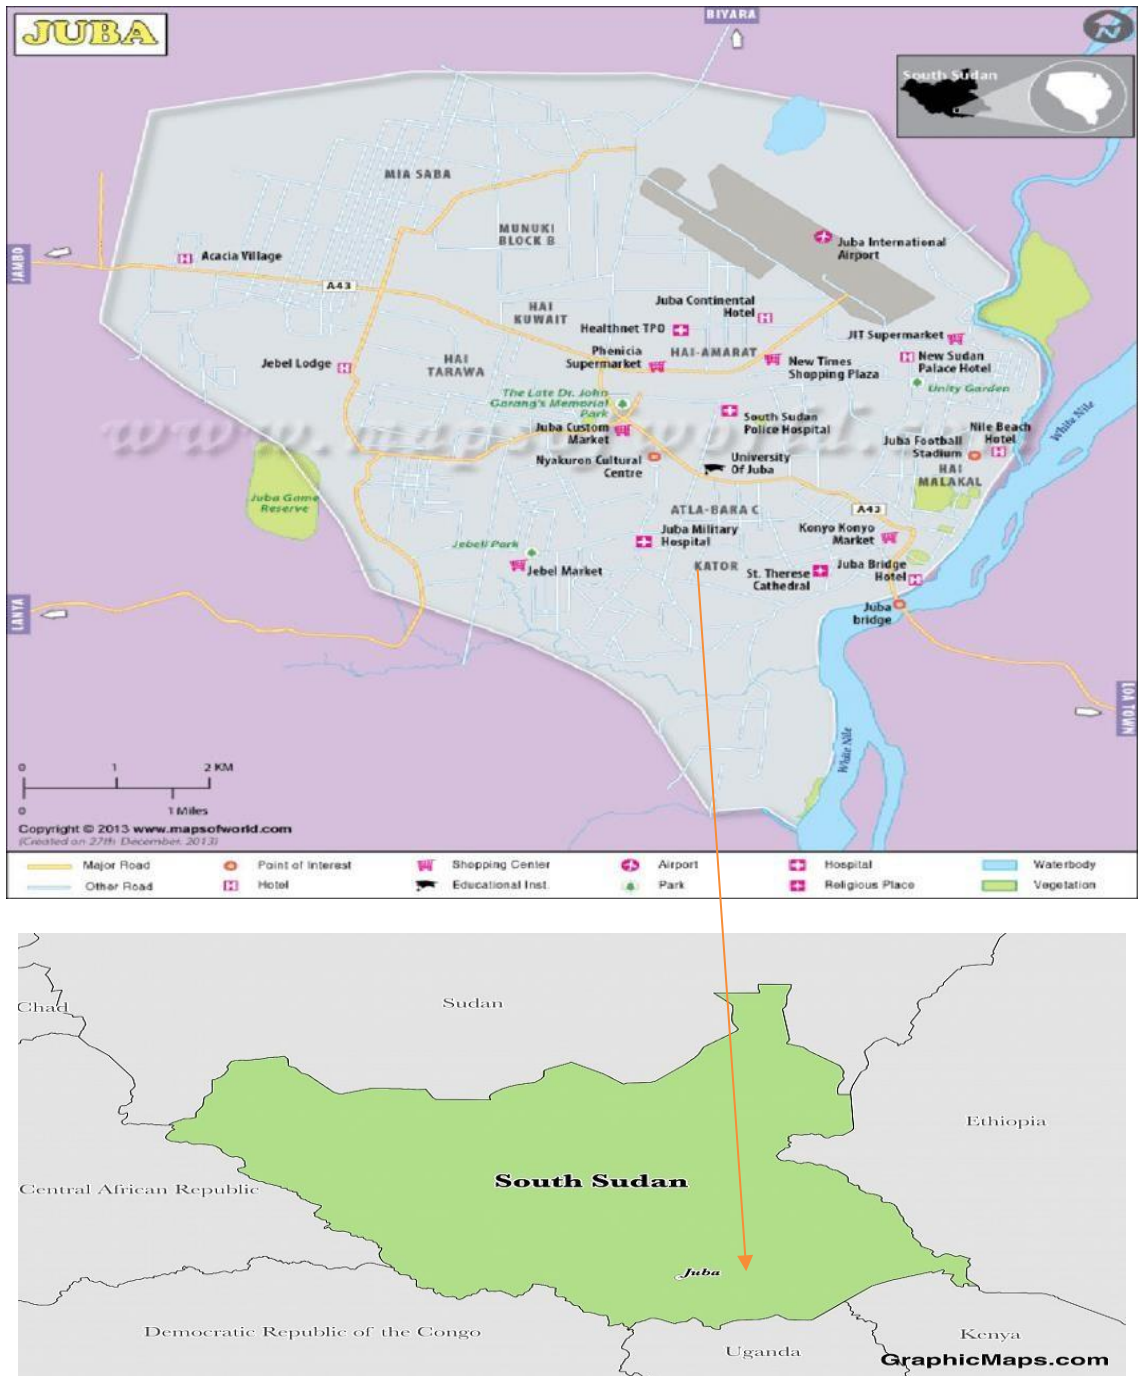 JUBA
BIYARA
N
South Sudan
MIA SABA
MUNUKI
BLOCK B
Juba International
Airport
JAMBO
Acacia Village
A43
HAI
KUWAIT
Juba Continental
Hotel
Healthnet TPO
JIT Supermarket
HAI-AMARAT
Phenicia
Supermarket
New Times
Shopping Plaza
New Sudan
Palace Hotel
Jebel Lodge
HAI
TARAWA
Unity Garden
The Late Dr. John
Garang's Memorial
Park
South Sudan
Police Hospital
Juba Custom
Market
www.mapsofworld.com
White Nile
Nile Beach
Hotel
Juba Football
Stadium
Nyakuron Cultural
Centre
University
Of Juba
HAI
MALAKAL
Juba Game
Reserve
ATLA-BARA C
A43
Juba Military
Hospital
Konyo Konyo
Market
Jebell Park
Jebel Market
KATOR
St. Therese
Cathedral
Juba Bridge
Hotel
Juba
bridge
LANYA
LOA TOWN
White Nile
0 1 2 KM
0 1 Miles
Copyright © 2013 www.mapsofworld.com
(Created on 27th December, 2013)
Major Road Point of Interest Shopping Center Airport Hospital Waterbody
Other Road Hotel Educational Inst. Park Religious Place Vegetation
Chad
Sudan
Ethiopia
South Sudan
Central African Republic
Juba
Democratic Republic of the Congo
Kenya
Uganda
GraphicMaps.com